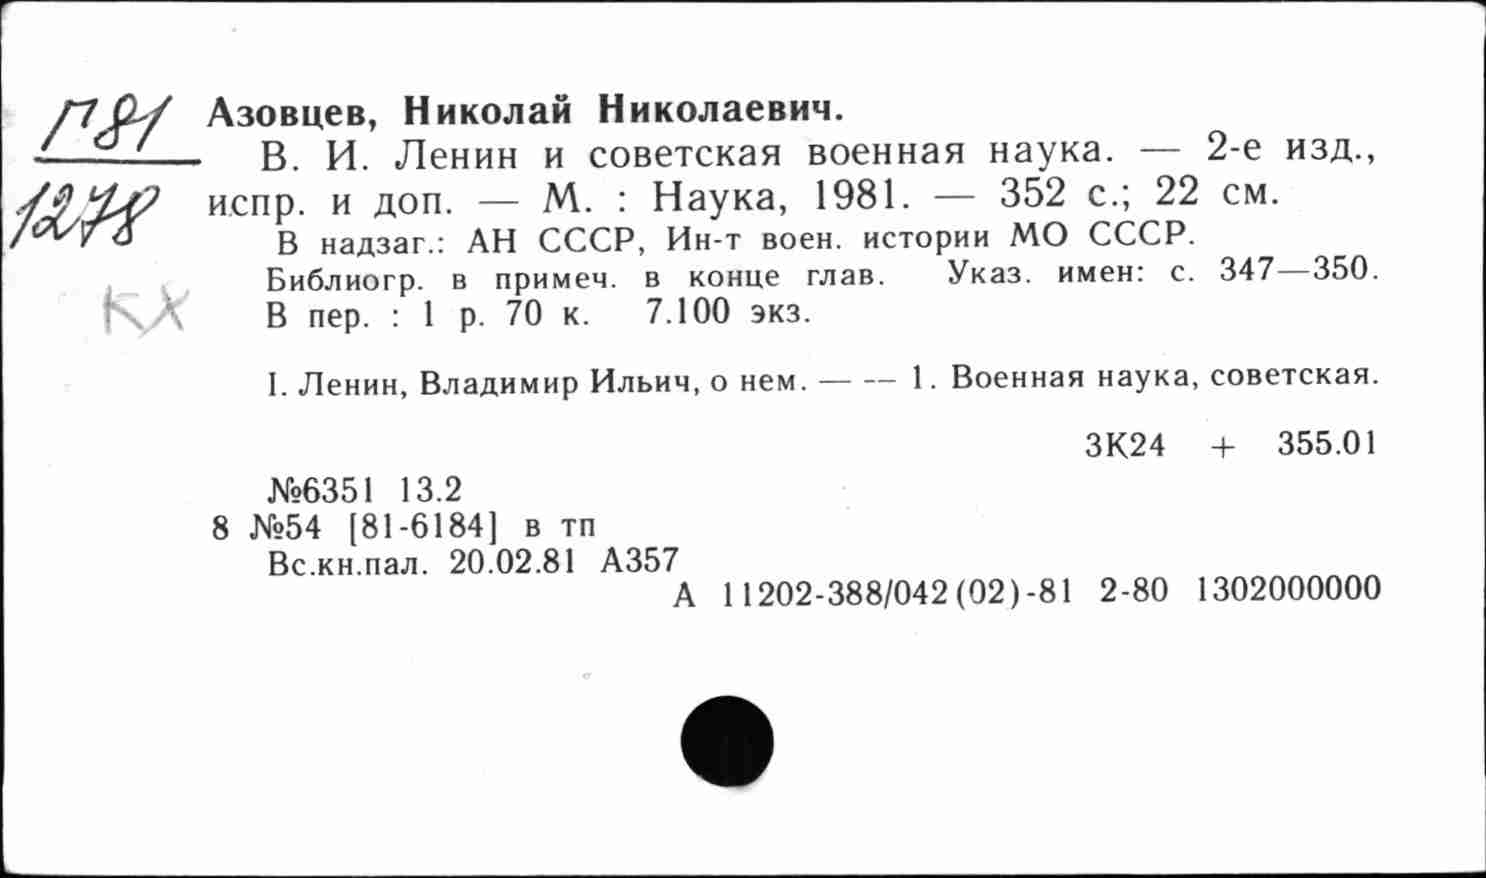 Г81
1278
КХ
Азовцев, Николай Николаевич.
В. И. Ленин и советская военная наука. — 2-е изд.,
испр. и доп. — М. : Наука, 1981. — 352 с.; 22 см.
В надзаг.: АН СССР, Ин-т воен. истории МО СССР.
Библиогр. в примеч. в конце глав. Указ. имен: с. 347—350.
В пер. : 1 р. 70 к. 7.100 экз.
I. Ленин, Владимир Ильич, о нем. — — 1. Военная наука, советская.
3К24 + 355.01
№6351 13.2
8 №54 [81-6184] в тп
Вс.кн.пал. 20.02.81 А357
А 11202-388/042(02)-81 2-80 1302000000